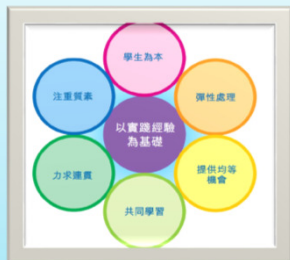 學生為本
注重質素
彈性處理
以實踐經驗
為基礎
力求連貫
提供均等
機會
共同學習